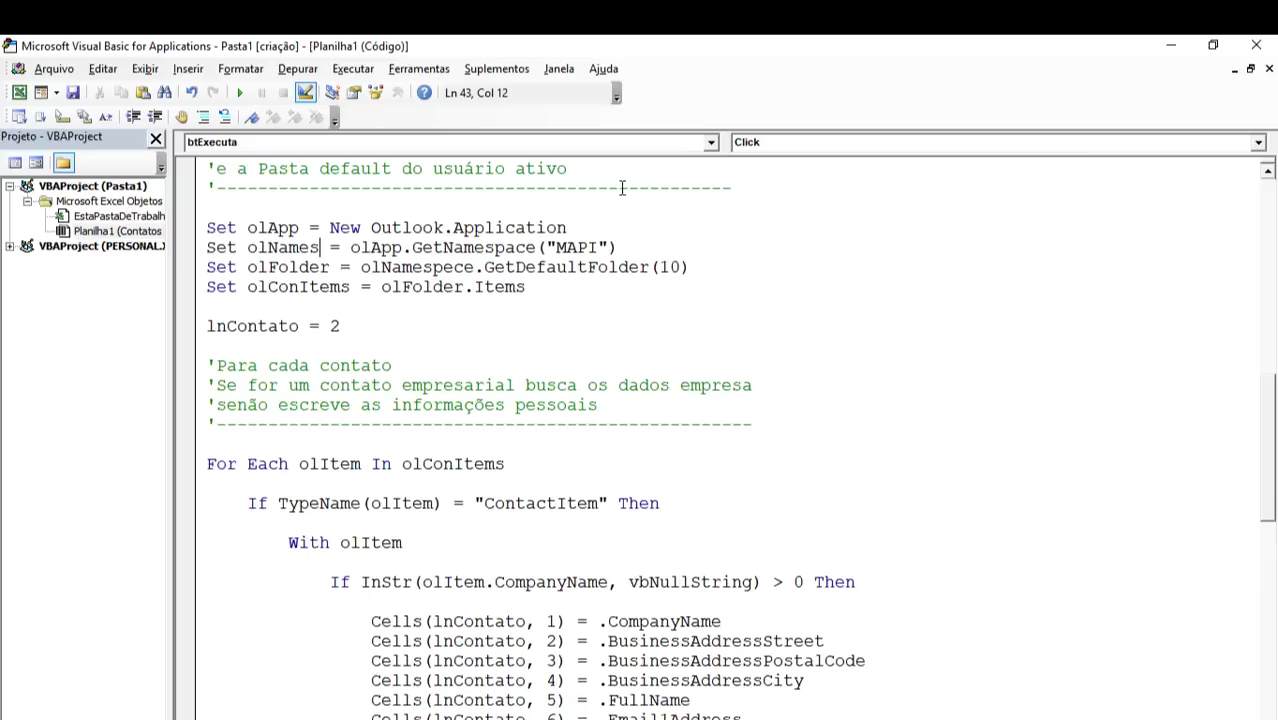 Microsoft Visual Basic for Applications - Pasta1 [criação] - [Planilha1 (Código)]
Arquivo Editar Exibir Inserir Formatar Depurar Executar Ferramentas Suplementos Janela Ajuda
Ln 43, Col 12
Projeto - VBAProject
btExecuta
Click
VBAProject (Pasta1)
Microsoft Excel Objetos
EstaPastaDeTrabalh
Planilha1 (Contatos
VBAProject (PERSONAL.
'e a Pasta default do usuário ativo
'--------------------------------------------------
Set olApp = New Outlook.Application
Set olNames = olApp.GetNamespace("MAPI")
Set olFolder = olNamespece.GetDefaultFolder(10)
Set olConItems = olFolder.Items
lnContato = 2
'Para cada contato
'Se for um contato empresarial busca os dados empresa
'senão escreve as informações pessoais
'----------------------------------------------------
For Each olItem In olConItems
If TypeName(olItem) = "ContactItem" Then
With olItem
If InStr(olItem.CompanyName, vbNullString) > 0 Then
Cells(lnContato, 1) = .CompanyName
Cells(lnContato, 2) = .BusinessAddressStreet
Cells(lnContato, 3) = .BusinessAddressPostalCode
Cells(lnContato, 4) = .BusinessAddressCity
Cells(lnContato, 5) = .FullName
Cells(lnContato, 6) = .Email1Address